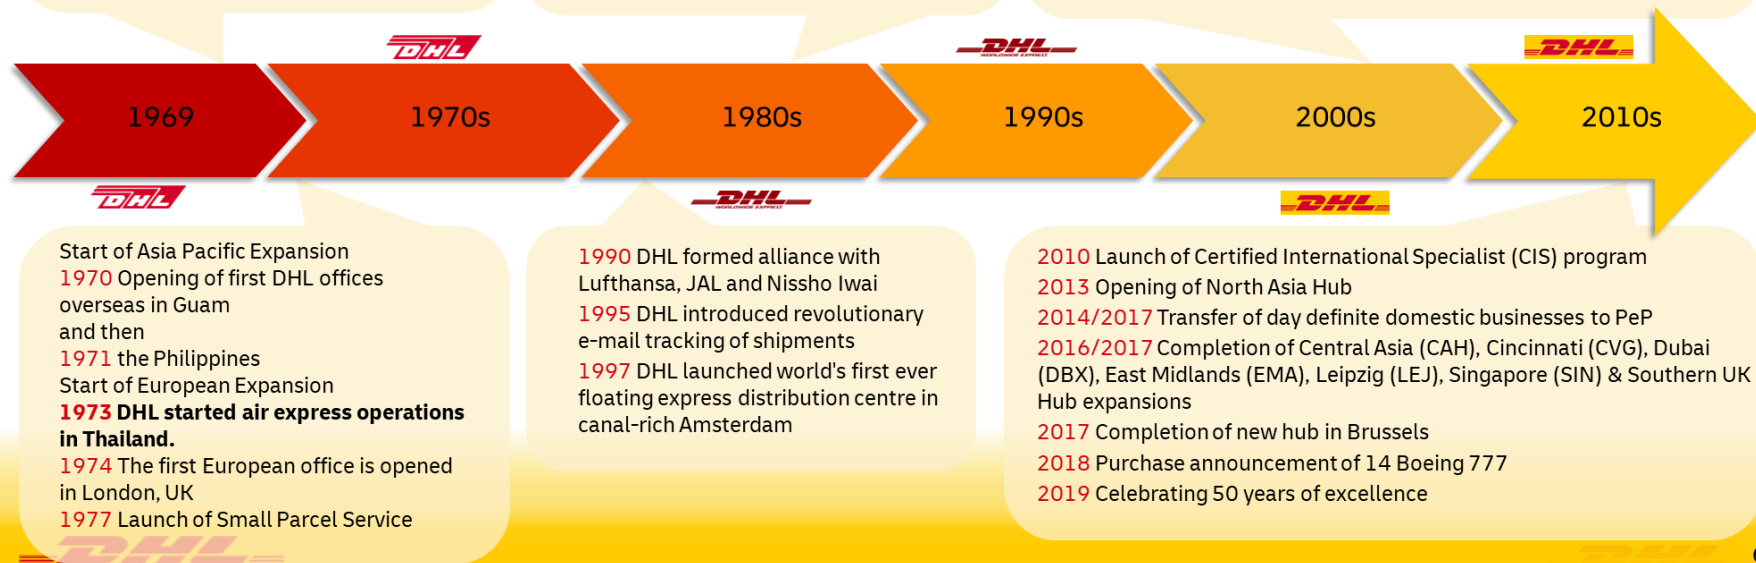 DHL
DHL
WORLDWIDE EXPRESS
DHL
1969
1970s
1980s
1990s
2000s
2010s
DHL
DHL
WORLDWIDE EXPRESS
DHL
Start of Asia Pacific Expansion
1970 Opening of first DHL offices
overseas in Guam
and then
1971 the Philippines
Start of European Expansion
1973 DHL started air express operations
in Thailand.
1974 The first European office is opened
in London, UK
1977 Launch of Small Parcel Service
1990 DHL formed alliance with
Lufthansa, JAL and Nissho Iwai
1995 DHL introduced revolutionary
e-mail tracking of shipments
1997 DHL launched world's first ever
floating express distribution centre in
canal-rich Amsterdam
2010 Launch of Certified International Specialist (CIS) program
2013 Opening of North Asia Hub
2014/2017 Transfer of day definite domestic businesses to PeP
2016/2017 Completion of Central Asia (CAH), Cincinnati (CVG), Dubai
(DBX), East Midlands (EMA), Leipzig (LEJ), Singapore (SIN) & Southern UK
Hub expansions
2017 Completion of new hub in Brussels
2018 Purchase announcement of 14 Boeing 777
2019 Celebrating 50 years of excellence
DHL
DHL